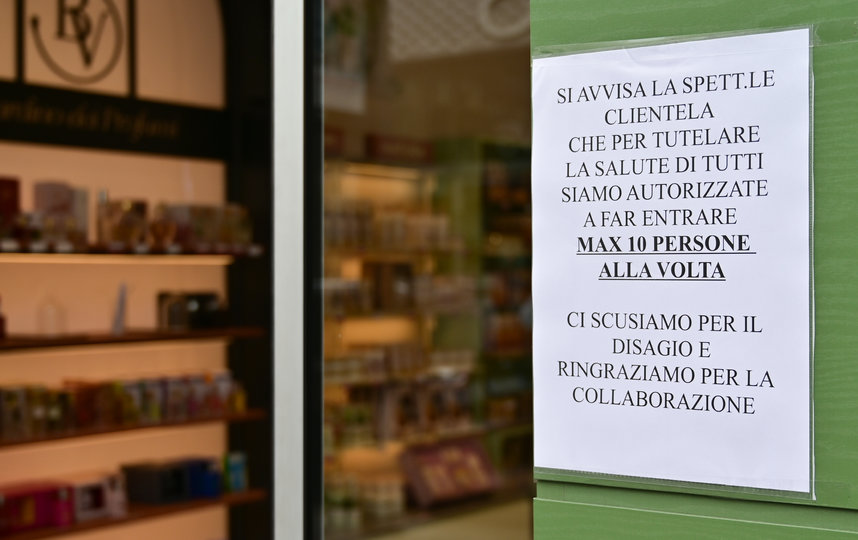 BV
SI AVVISA LA SPETT.LE
CLIENTELA
CHE PER TUTELARE
LA SALUTE DI TUTTI
SIAMO AUTORIZZATE
A FAR ENTRARE
MAX 10 PERSONE
ALLA VOLTA
CI SCUSIAMO PER IL
DISAGIO E
RINGRAZIAMO PER LA
COLLABORAZIONE